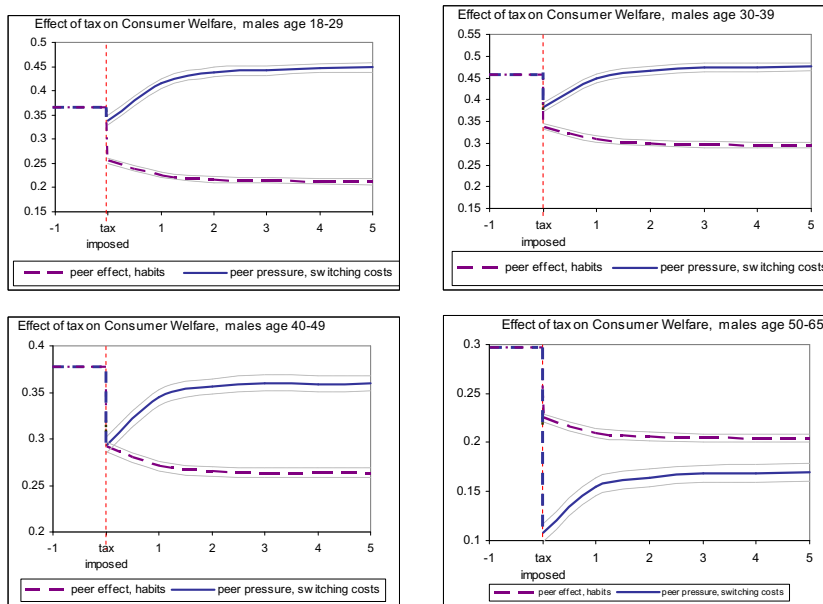 Effect of tax on Consumer Welfare, males age 18-29
0.5
0.45
0.4
0.35
0.3
0.25
0.2
0.15
-1 tax 1 2 3 4 5
imposed
peer effect, habits peer pressure, switching costs
Effect of tax on Consumer Welfare, males age 30-39
0.55
0.5
0.45
0.4
0.35
0.3
0.25
0.2
0.15
-1 tax 1 2 3 4 5
imposed
peer effect, habits peer pressure, switching costs
Effect of tax on Consumer Welfare, males age 40-49
0.4
0.35
0.3
0.25
0.2
-1 tax 1 2 3 4 5
imposed
peer effect, habits peer pressure, switching costs
Effect of tax on Consumer Welfare, males age 50-65
0.3
0.2
0.15
0.1
-1 tax 1 2 3 4 5
imposed
peer effect, habits peer pressure, switching costs